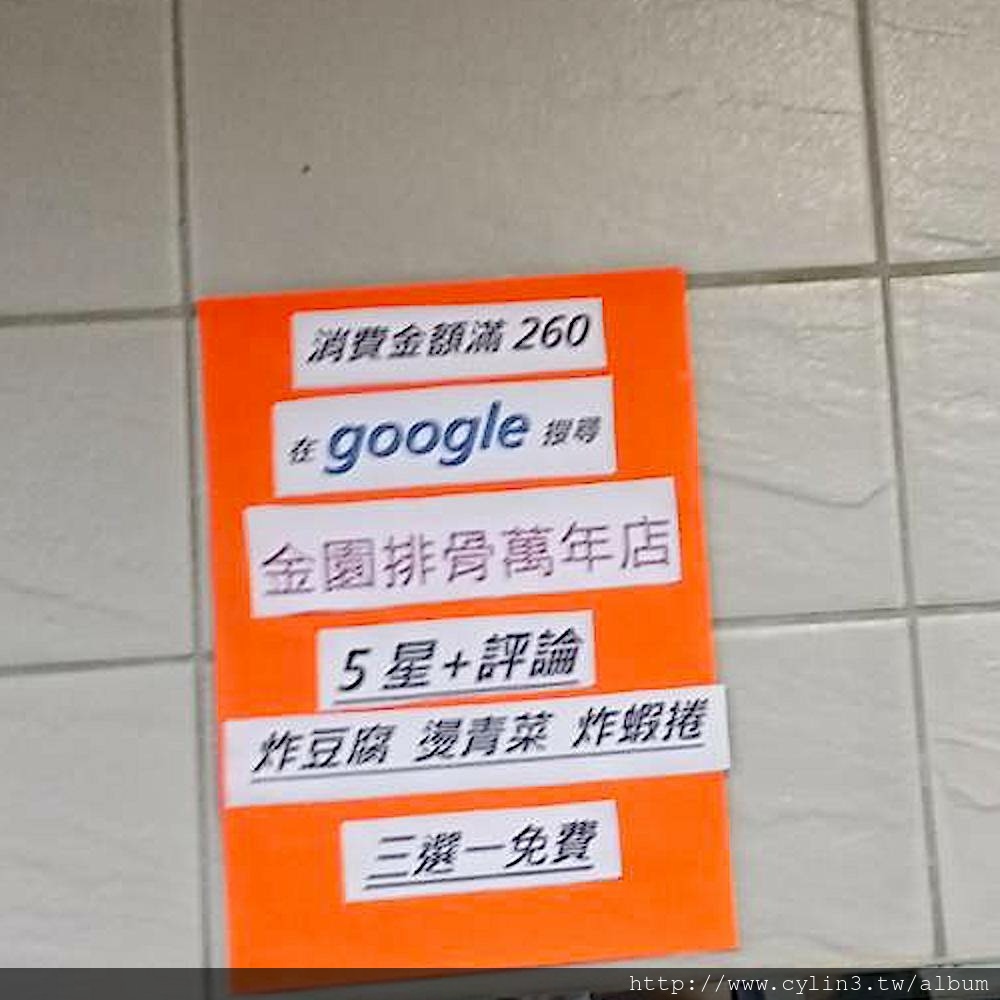 消費金額滿 260
在 google 搜尋
金園排骨萬年店
5 星+評論
炸豆腐 燙青菜 炸蝦捲
三選一免費
http://www.cylin3.tw/album